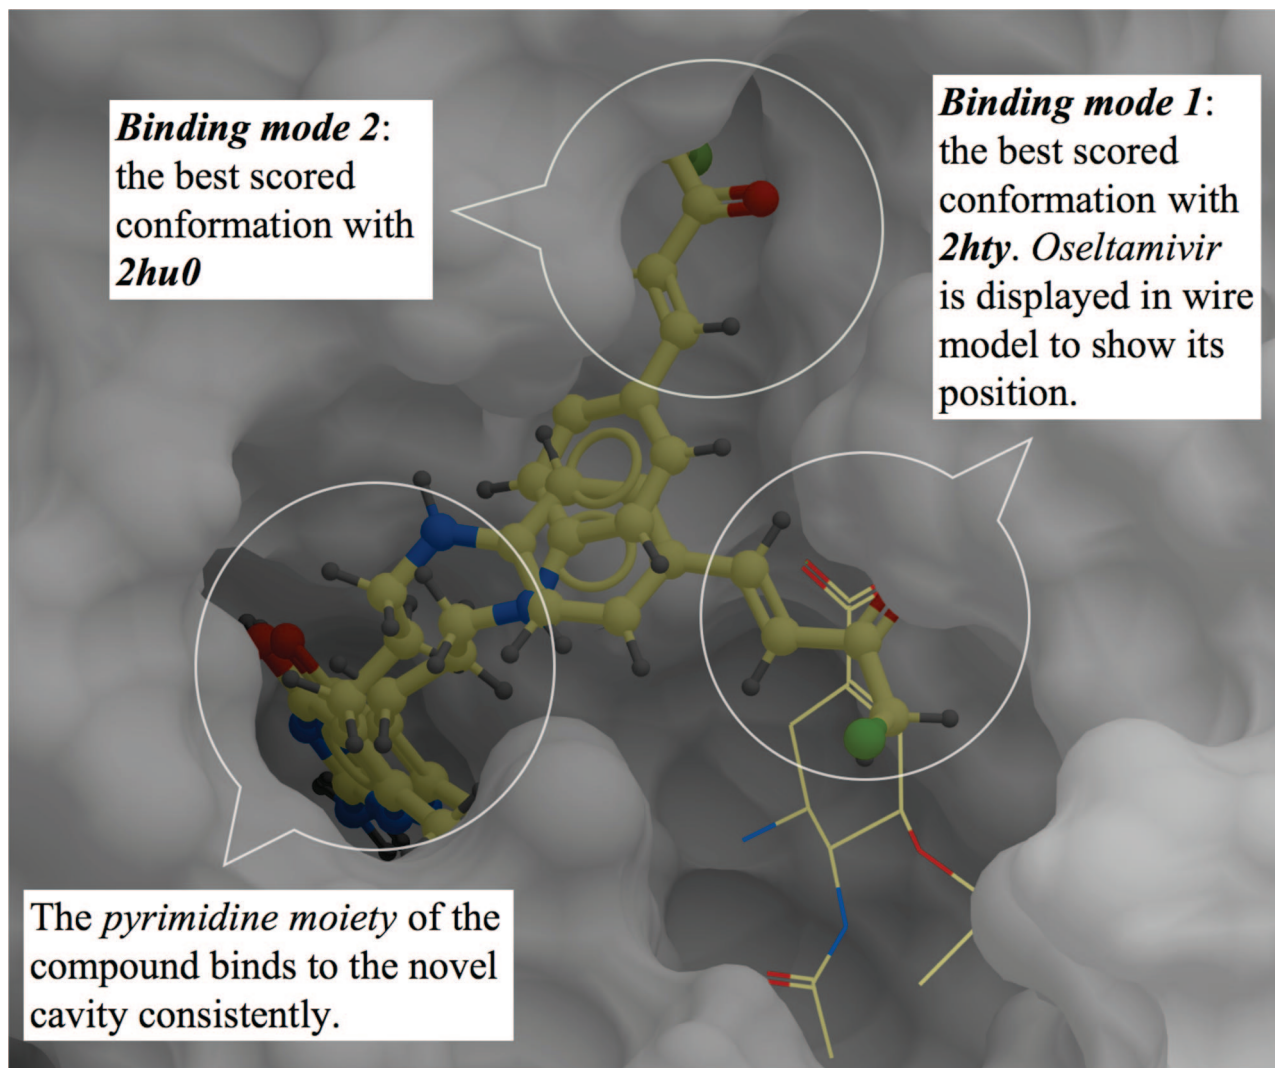 Binding mode 2:
the best scored
conformation with
2hu0
Binding mode 1:
the best scored
conformation with
2hty. Oseltamivir
is displayed in wire
model to show its
position.
The pyrimidine moiety of the
compound binds to the novel
cavity consistently.